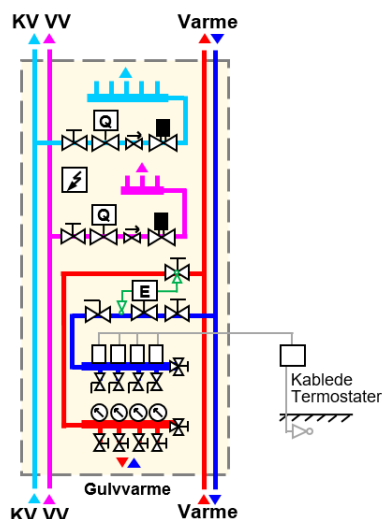 KV VV
Varme
Q
Q
E
Kablede
Termostater
Gulvvarme
KV VV
Varme